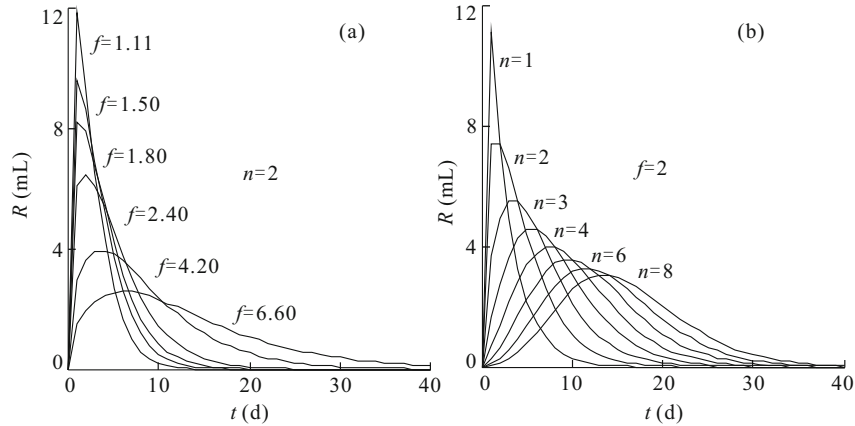 (a)
R (mL)
12
8
4
0
0
10
20
30
40
t (d)
f=1.11
f=1.50
f=1.80
f=2.40
f=4.20
f=6.60
n=2
(b)
R (mL)
12
8
4
0
0
10
20
30
40
t (d)
n=1
n=2
n=3
n=4
n=6
n=8
f=2